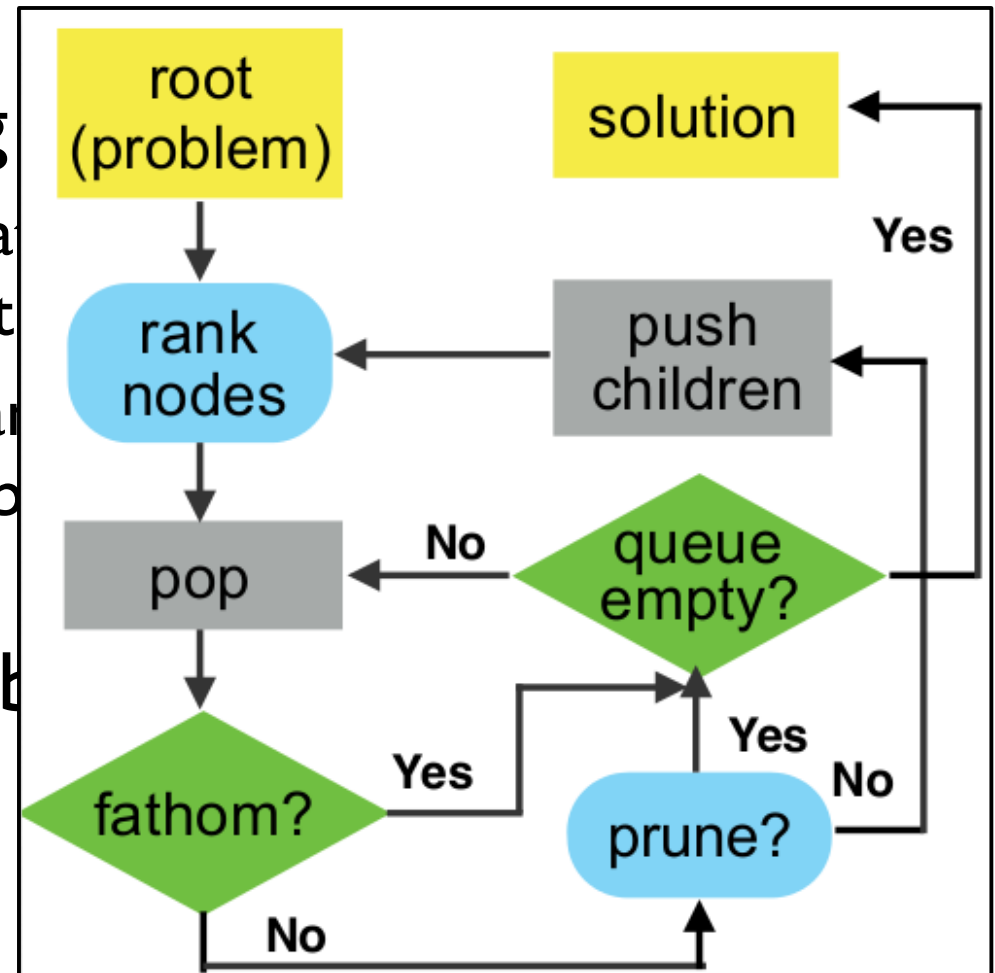 root
(problem)
solution
Yes
rank
nodes
push
children
pop
No
queue
empty?
fathom?
Yes
Yes
No
prune?
No